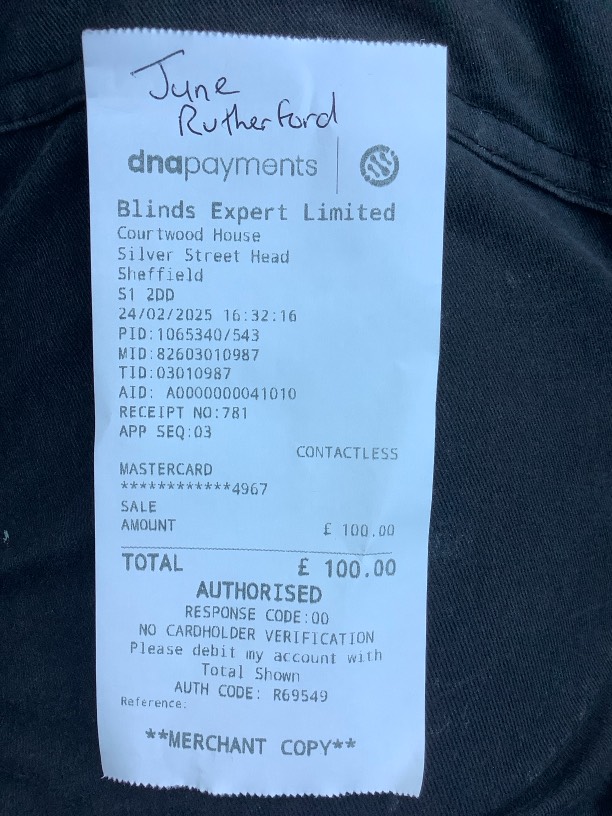 June
Rutherford
dnapayments
Blinds Expert Limited
Courtwood House
Silver Street Head
Sheffield
S1 2DD
24/02/2025 16:32:16
PID:1065340/543
MID:82603010987
TID:03010987
AID: A0000000041010
RECEIPT NO:781
APP SEQ:03
CONTACTLESS
MASTERCARD
************4967
SALE
AMOUNT £ 100.00
TOTAL £ 100.00
AUTHORISED
RESPONSE CODE:00
NO CARDHOLDER VERIFICATION
Please debit my account with
Total Shown
AUTH CODE: R69549
Reference:
**MERCHANT COPY**